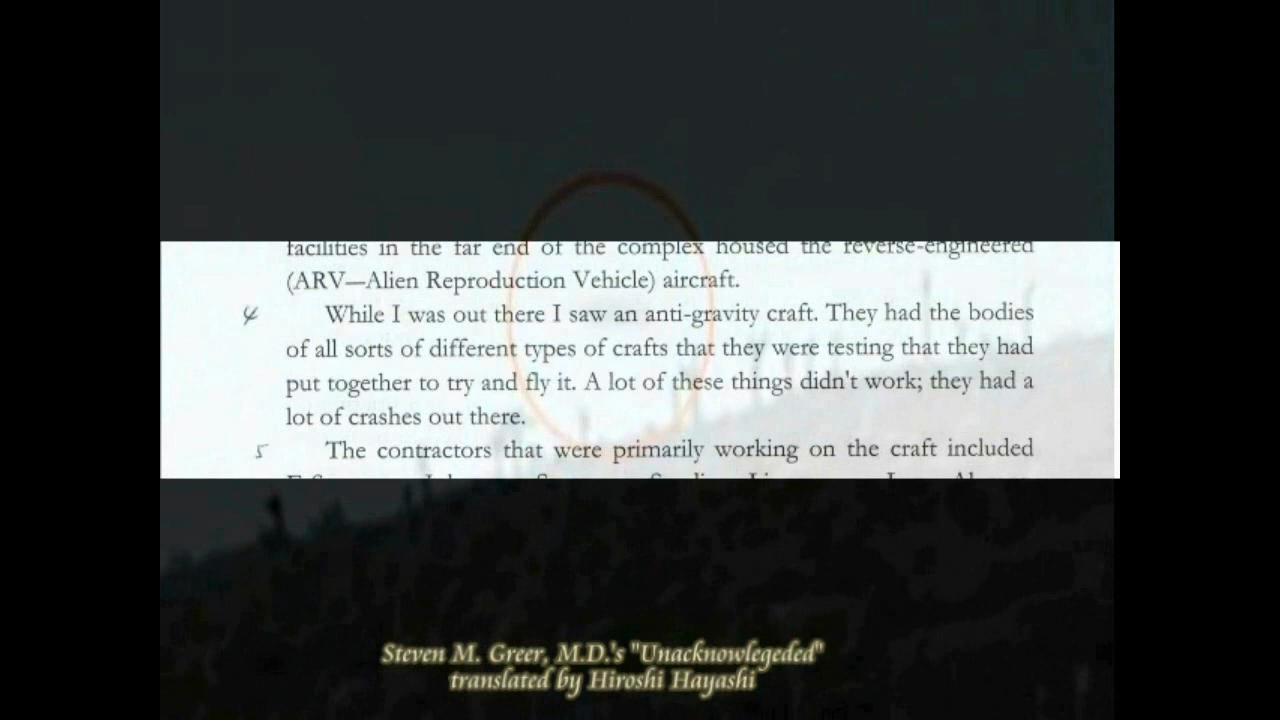 facilities in the far end of the complex housed the reverse-engineered
(ARV—Alien Reproduction Vehicle) aircraft.
4 While I was out there I saw an anti-gravity craft. They had the bodies
of all sorts of different types of crafts that they were testing that they had
put together to try and fly it. A lot of these things didn't work; they had a
lot of crashes out there.
5 The contractors that were primarily working on the craft included
Steven M. Greer, M.D.'s "Unacknowlegeded"
translated by Hiroshi Hayashi